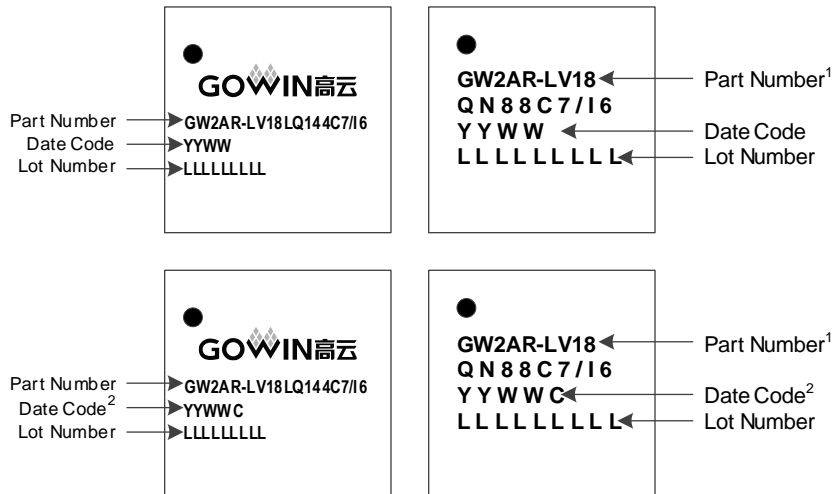 GOWIN高云
Part Number
GW2AR-LV18LQ144C7/I6
Date Code
YYWW
Lot Number
LLLLLLLLL
GW2AR-LV18
Part Number1
QN88C7/I6
YYWW
Date Code
LLLLLLLLL
Lot Number
GOWIN高云
Part Number
GW2AR-LV18LQ144C7/I6
Date Code2
YYWWC
Lot Number
LLLLLLLLL
GW2AR-LV18
Part Number1
QN88C7/I6
YYWWC
Date Code2
LLLLLLLLL
Lot Number